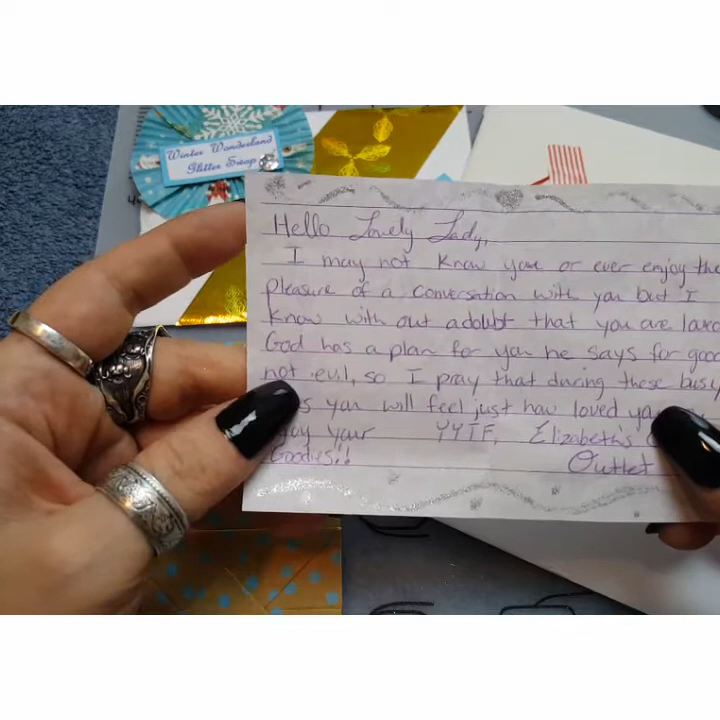 Winter Wonderland
Glitter Swap
Hello Lovely Lady,
I may not know you or ever enjoy the
pleasure of a conversation with you but I
know with out a doubt that you are
God has a plan for you he says for good
not evil, so I pray that during these busy
you will feel just how loved
your YYTF, Elizabeth's
Goodies!! Outlet